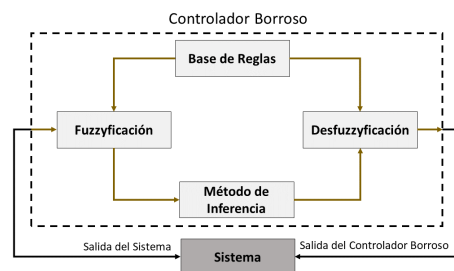 Controlador Borroso
Base de Reglas
Fuzzyficación
Desfuzzyficación
Método de
Inferencia
Salida del Sistema
Sistema
Salida del Controlador Borroso